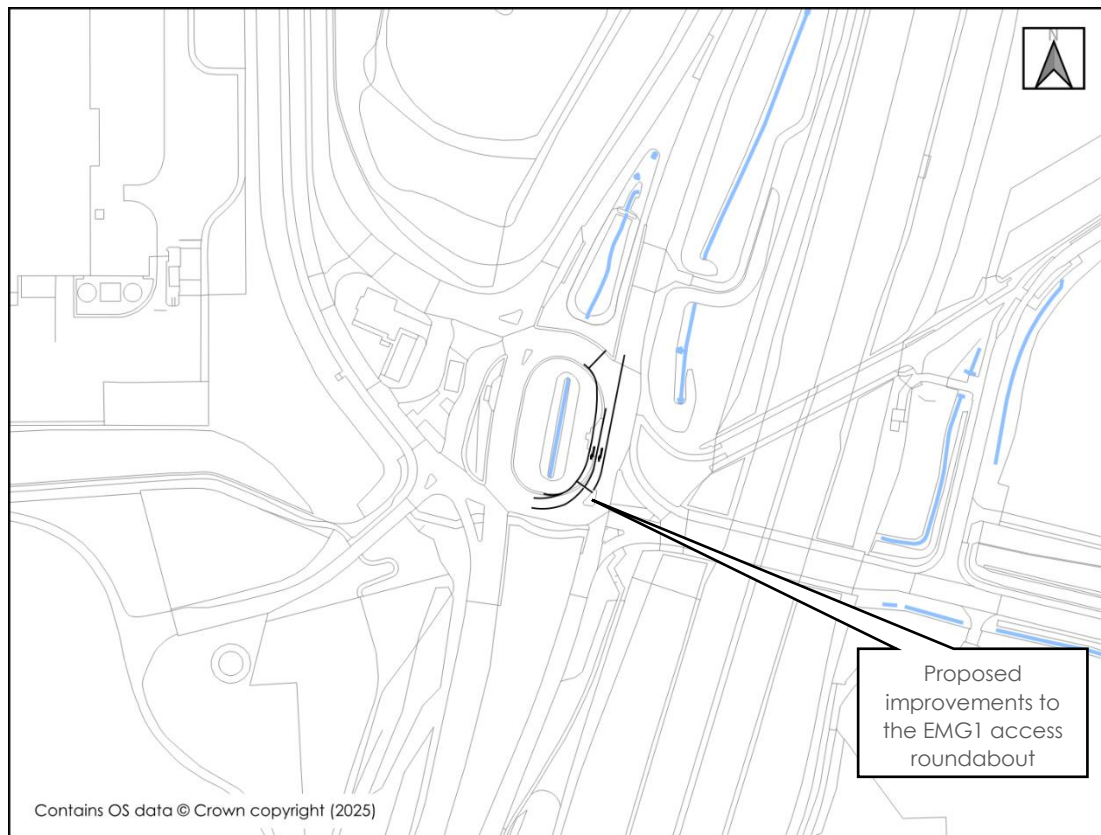 N
Proposed
improvements to
the EMG1 access
roundabout
Contains OS data © Crown copyright (2025)